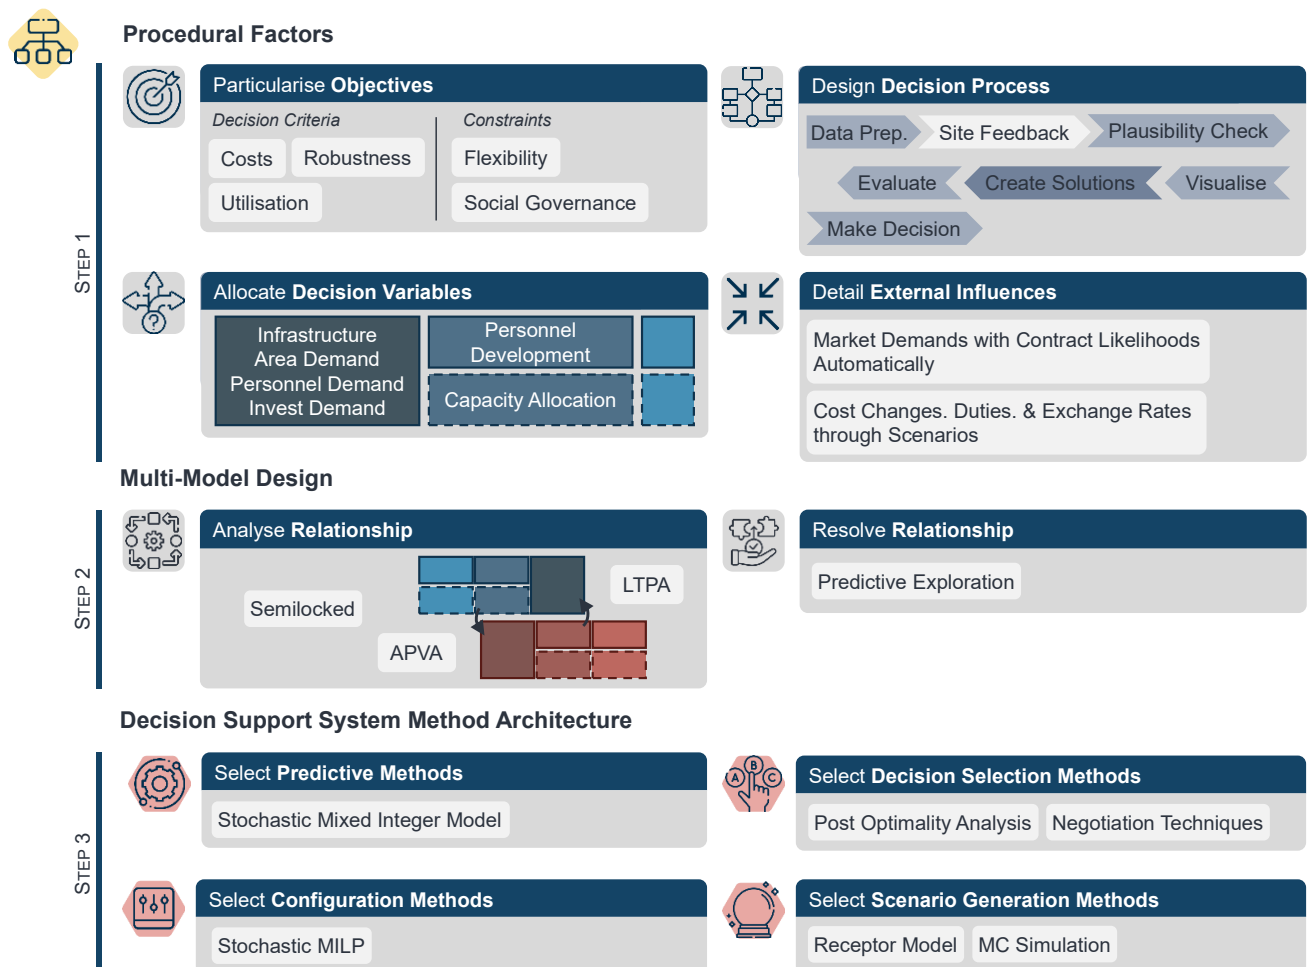 Procedural Factors
STEP 1
Particularise Objectives
Decision Criteria
Constraints
Costs
Robustness
Flexibility
Utilisation
Social Governance
Design Decision Process
Data Prep.
Site Feedback
Plausibility Check
Evaluate
Create Solutions
Visualise
Make Decision
Allocate Decision Variables
Infrastructure
Area Demand
Personnel Demand
Invest Demand
Personnel
Development
Capacity Allocation
Detail External Influences
Market Demands with Contract Likelihoods
Automatically
Cost Changes. Duties. & Exchange Rates
through Scenarios
Multi-Model Design
STEP 2
Analyse Relationship
Semilocked
LTPA
APVA
Resolve Relationship
Predictive Exploration
Decision Support System Method Architecture
STEP 3
Select Predictive Methods
Stochastic Mixed Integer Model
A B C
Select Decision Selection Methods
Post Optimality Analysis
Negotiation Techniques
Select Configuration Methods
Stochastic MILP
Select Scenario Generation Methods
Receptor Model
MC Simulation